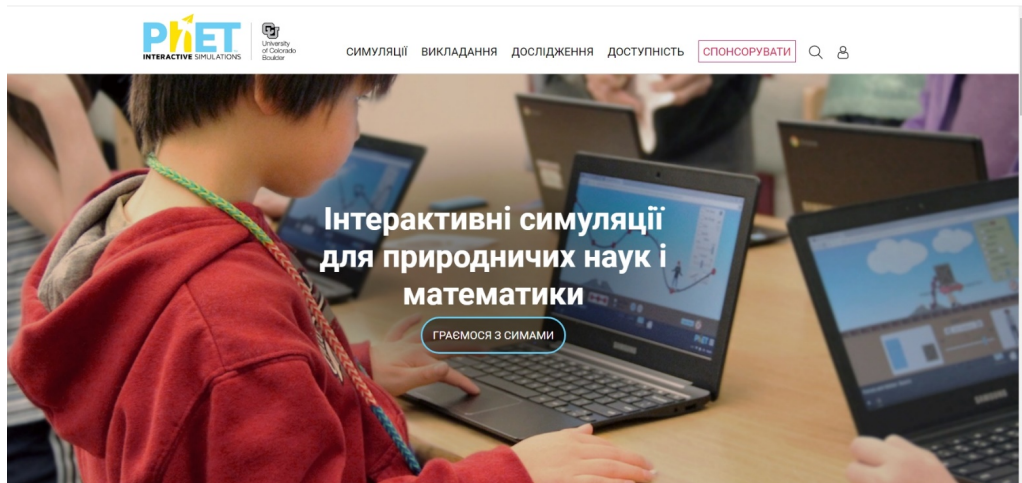 PhET
INTERACTIVE SIMULATIONS
University
of Colorado
Boulder
СИМУЛЯЦІЇ ВИКЛАДАННЯ ДОСЛІДЖЕННЯ ДОСТУПНІСТЬ СПОНСОРУВАТИ
Інтерактивні симуляції
для природничих наук і
математики
ГРАЄМОСЯ З СИМАМИ
SAMSUNG